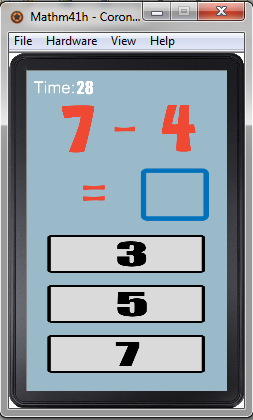 Mathm41h - Coron...
File Hardware View Help
Time: 28
7 - 4
=
3
5
7